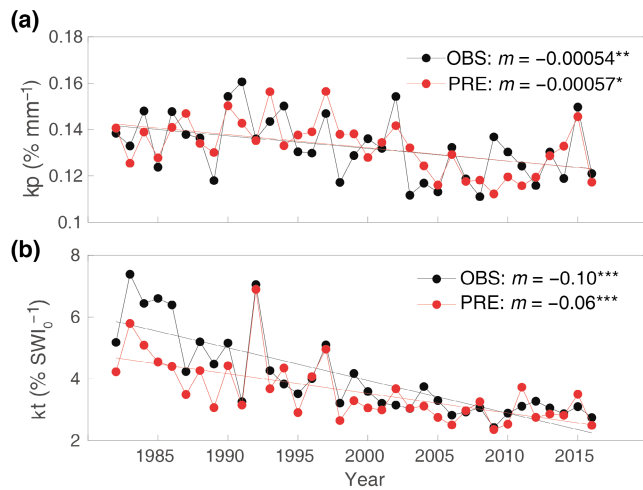 (a)
0.18
0.16
0.14
0.12
0.1
kp (% mm⁻¹)
OBS: m = −0.00054**
PRE: m = −0.00057*
(b)
8
6
4
2
kt (% SWI₀⁻¹)
OBS: m = −0.10***
PRE: m = −0.06***
1985 1990 1995 2000 2005 2010 2015
Year